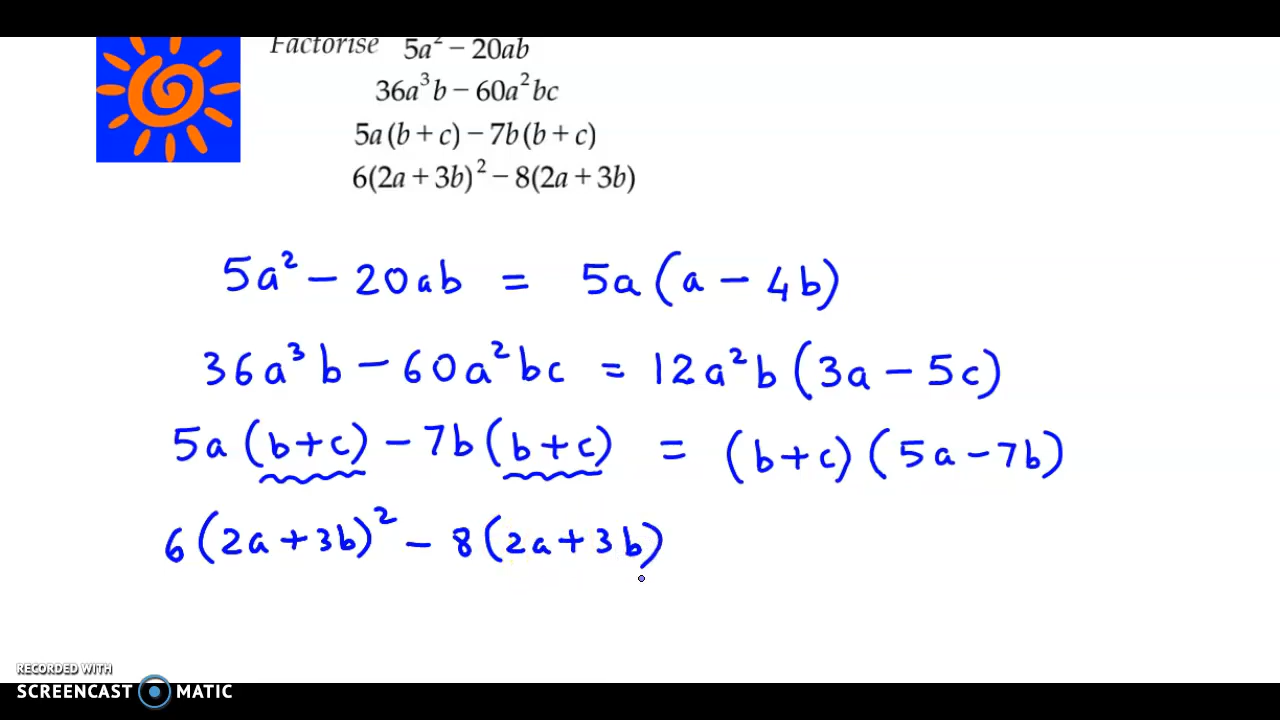 Factorise 5a² − 20ab
36a³b − 60a²bc
5a(b + c) − 7b(b + c)
6(2a + 3b)² − 8(2a + 3b)
5a² − 20ab = 5a(a − 4b)
36a³b − 60a²bc = 12a²b(3a − 5c)
5a(b+c) − 7b(b+c) = (b+c)(5a−7b)
6(2a+3b)² − 8(2a+3b)
RECORDED WITH
SCREENCAST MATIC